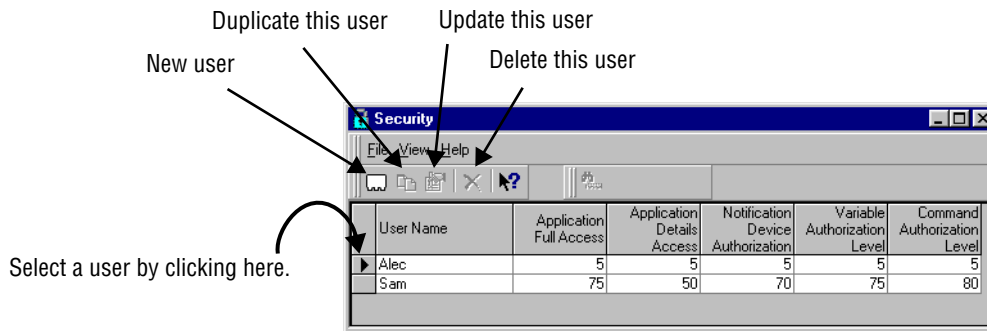 Duplicate this user
Update this user
New user
Delete this user
Security
File View Help
User Name
Application Full Access
Application Details Access
Notification Device Authorization
Variable Authorization Level
Command Authorization Level
Select a user by clicking here.
Alec 5 5 5 5 5
Sam 75 50 70 75 80